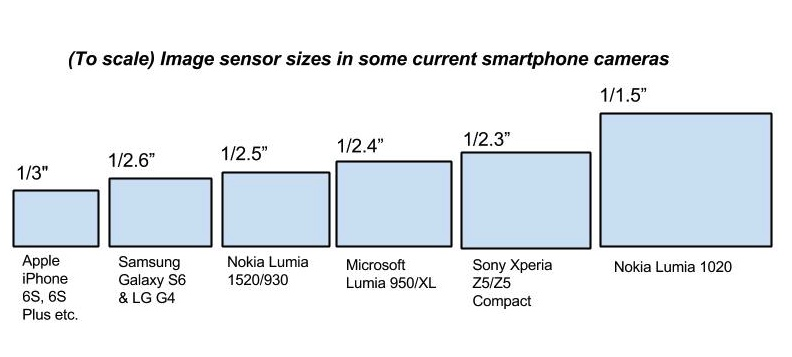 (To scale) Image sensor sizes in some current smartphone cameras
1/3"
1/2.6”
1/2.5”
1/2.4”
1/2.3”
1/1.5”
Apple
iPhone
6S, 6S
Plus etc.
Samsung
Galaxy S6
& LG G4
Nokia Lumia
1520/930
Microsoft
Lumia 950/XL
Sony Xperia
Z5/Z5
Compact
Nokia Lumia 1020